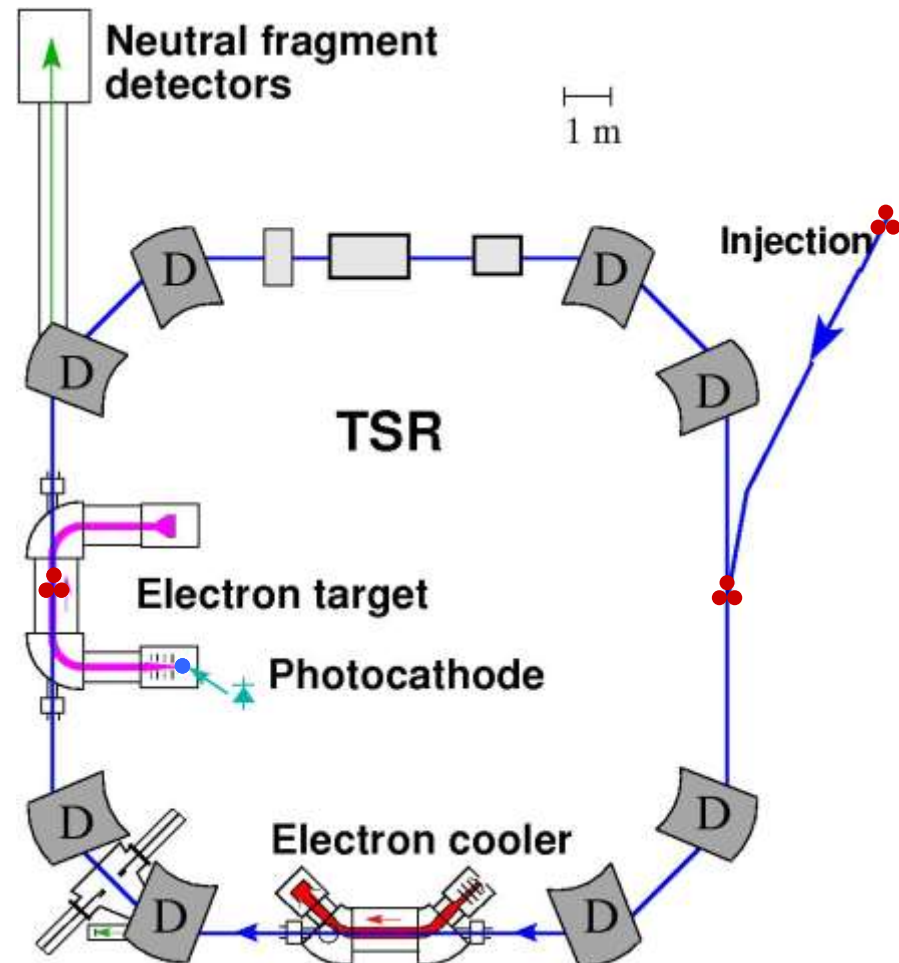 Neutral fragment
detectors
1 m
Injection
D
D
D
D
TSR
Electron target
Photocathode
D
D
Electron cooler
D
D